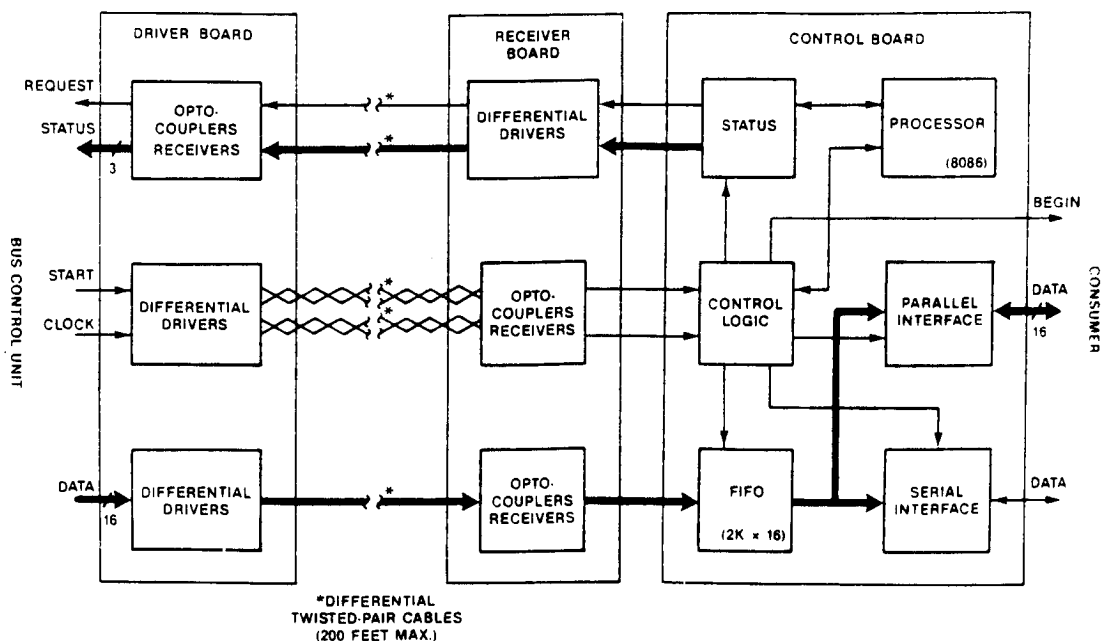 DRIVER BOARD
RECEIVER
BOARD
CONTROL BOARD
REQUEST
STATUS
3
OPTO-
COUPLERS
RECEIVERS
*
*
DIFFERENTIAL
DRIVERS
STATUS
PROCESSOR
(8086)
BEGIN
BUS CONTROL UNIT
START
CLOCK
DIFFERENTIAL
DRIVERS
*
*
OPTO-
COUPLERS
RECEIVERS
CONTROL
LOGIC
PARALLEL
INTERFACE
DATA
16
CONSUMER
DATA
16
DIFFERENTIAL
DRIVERS
*
OPTO-
COUPLERS
RECEIVERS
FIFO
(2K × 16)
SERIAL
INTERFACE
DATA
*DIFFERENTIAL
TWISTED-PAIR CABLES
(200 FEET MAX.)